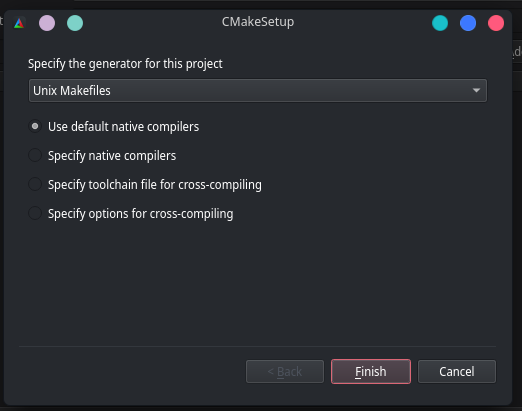 CMakeSetup
Specify the generator for this project
Unix Makefiles
Use default native compilers
Specify native compilers
Specify toolchain file for cross-compiling
Specify options for cross-compiling
< Back
Finish
Cancel